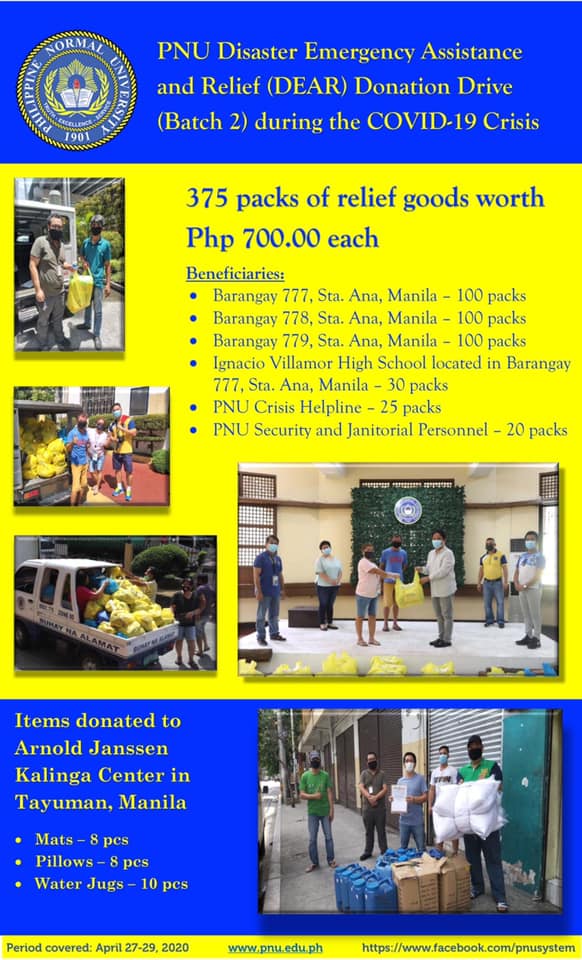 PHILIPPINE NORMAL UNIVERSITY
1901
PNU Disaster Emergency Assistance
and Relief (DEAR) Donation Drive
(Batch 2) during the COVID-19 Crisis
375 packs of relief goods worth
Php 700.00 each
Beneficiaries:
• Barangay 777, Sta. Ana, Manila – 100 packs
• Barangay 778, Sta. Ana, Manila – 100 packs
• Barangay 779, Sta. Ana, Manila – 100 packs
• Ignacio Villamor High School located in Barangay
777, Sta. Ana, Manila – 30 packs
• PNU Crisis Helpline – 25 packs
• PNU Security and Janitorial Personnel – 20 packs
BUHAY NA ALAMAT
Items donated to
Arnold Janssen
Kalinga Center in
Tayuman, Manila
• Mats – 8 pcs
• Pillows – 8 pcs
• Water Jugs – 10 pcs
Period covered: April 27-29, 2020
www.pnu.edu.ph
https://www.facebook.com/pnusystem